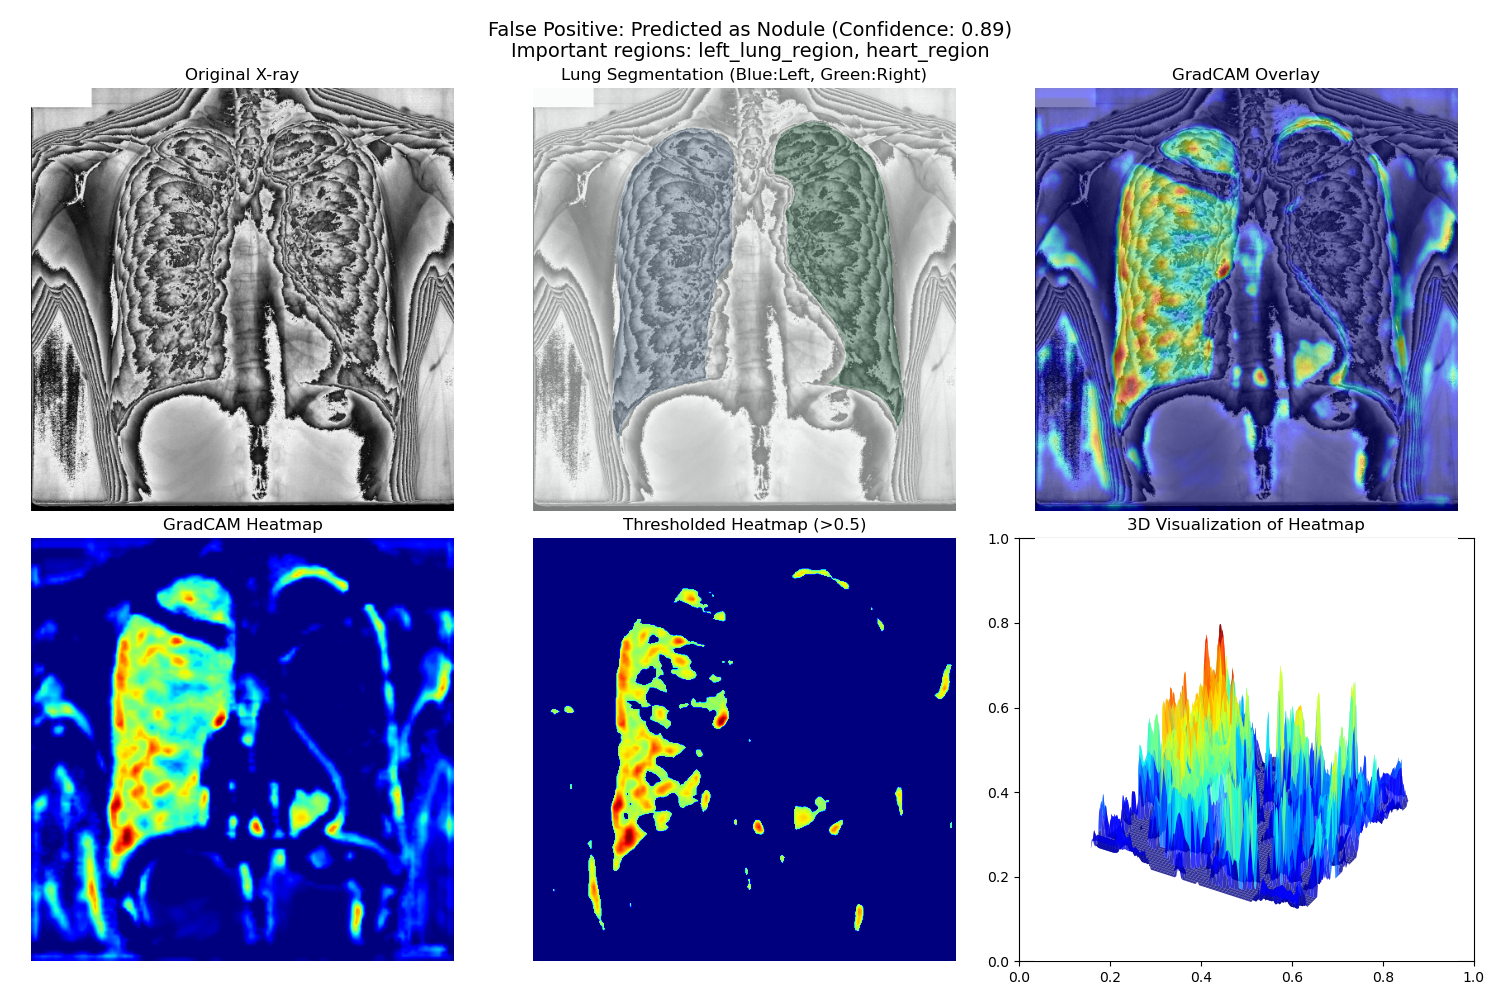 False Positive: Predicted as Nodule (Confidence: 0.89)
Important regions: left_lung_region, heart_region
Original X-ray
Lung Segmentation (Blue:Left, Green:Right)
GradCAM Overlay
GradCAM Heatmap
Thresholded Heatmap (>0.5)
3D Visualization of Heatmap
1.0
0.8
0.6
0.4
0.2
0.0
0.0 0.2 0.4 0.6 0.8 1.0